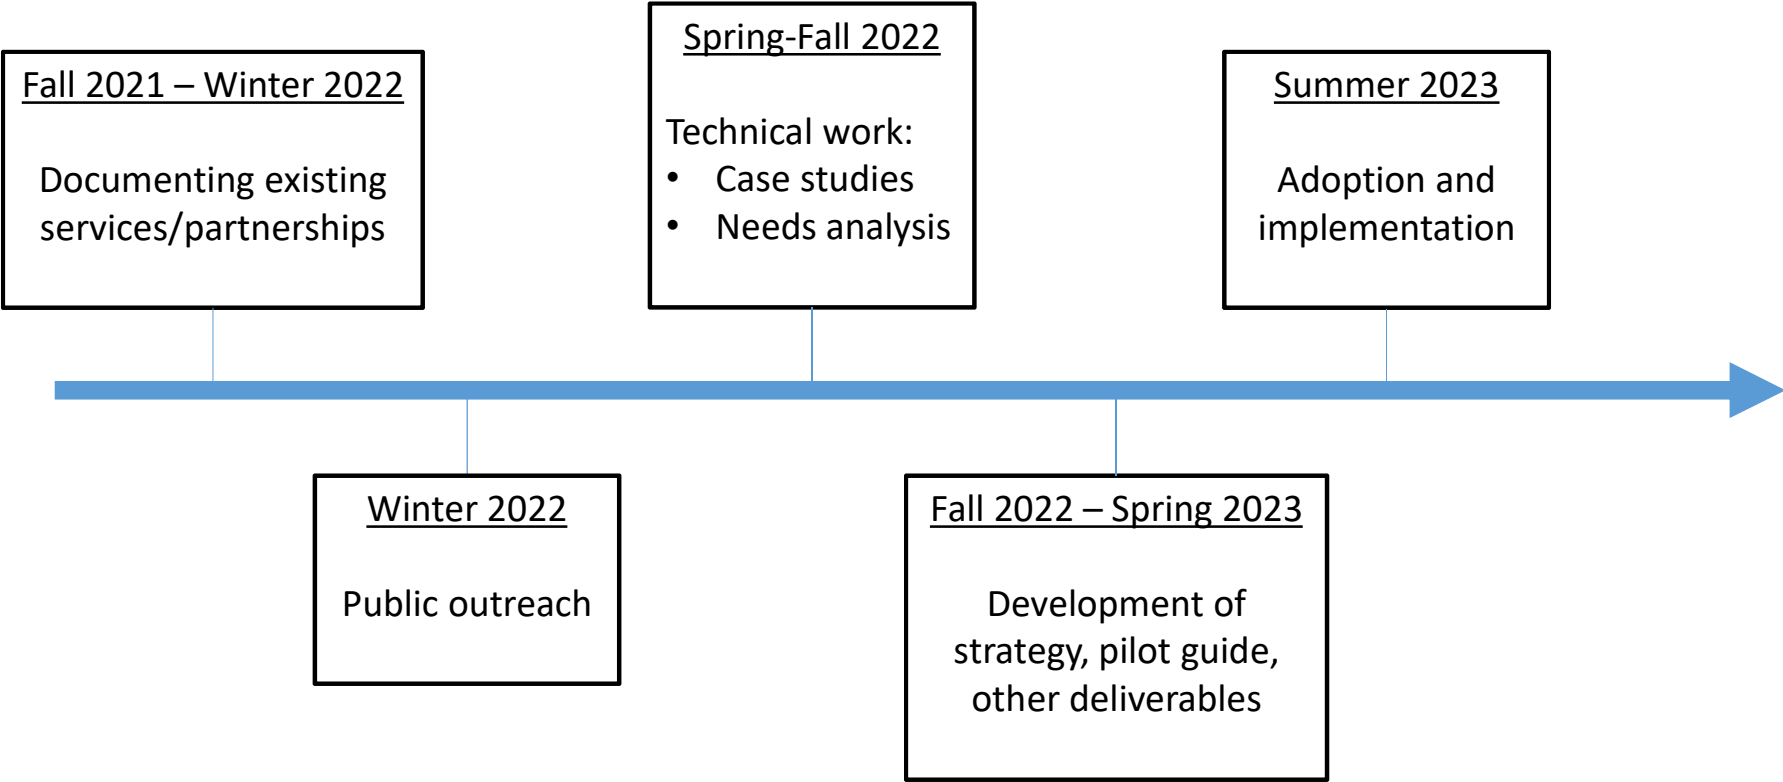 Fall 2021 – Winter 2022
Documenting existing
services/partnerships
Winter 2022
Public outreach
Spring-Fall 2022
Technical work:
• Case studies
• Needs analysis
Fall 2022 – Spring 2023
Development of
strategy, pilot guide,
other deliverables
Summer 2023
Adoption and
implementation